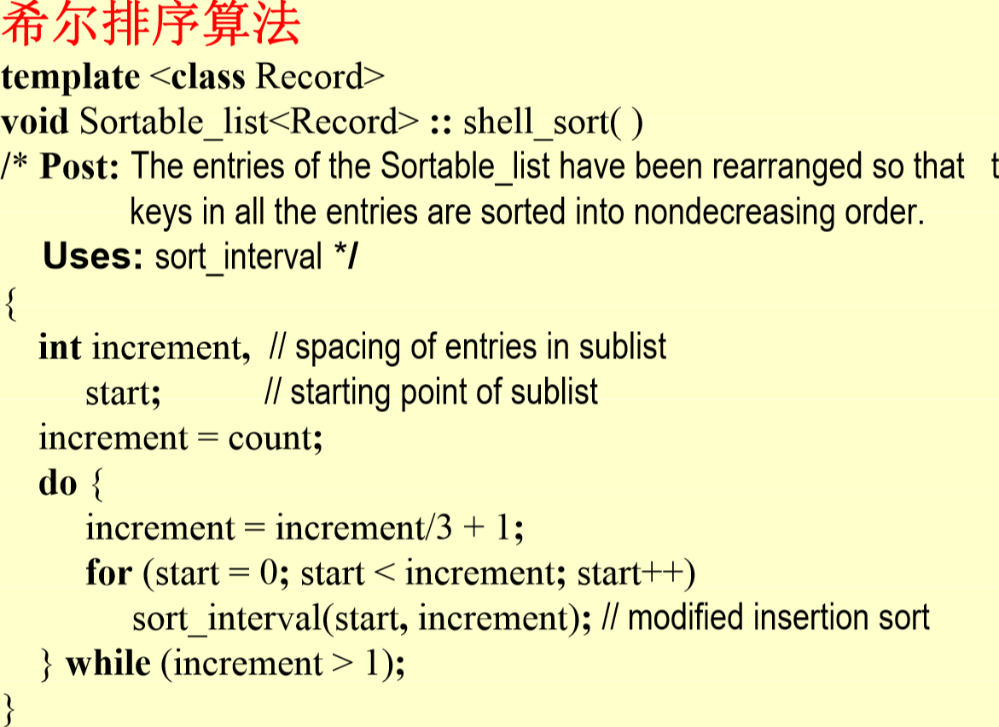 希尔排序算法
template <class Record>
void Sortable_list<Record> :: shell_sort( )
/* Post: The entries of the Sortable_list have been rearranged so that
keys in all the entries are sorted into nondecreasing order.
Uses: sort_interval */
{
int increment, // spacing of entries in sublist
start; // starting point of sublist
increment = count;
do {
increment = increment/3 + 1;
for (start = 0; start < increment; start++)
sort_interval(start, increment); // modified insertion sort
} while (increment > 1);
}